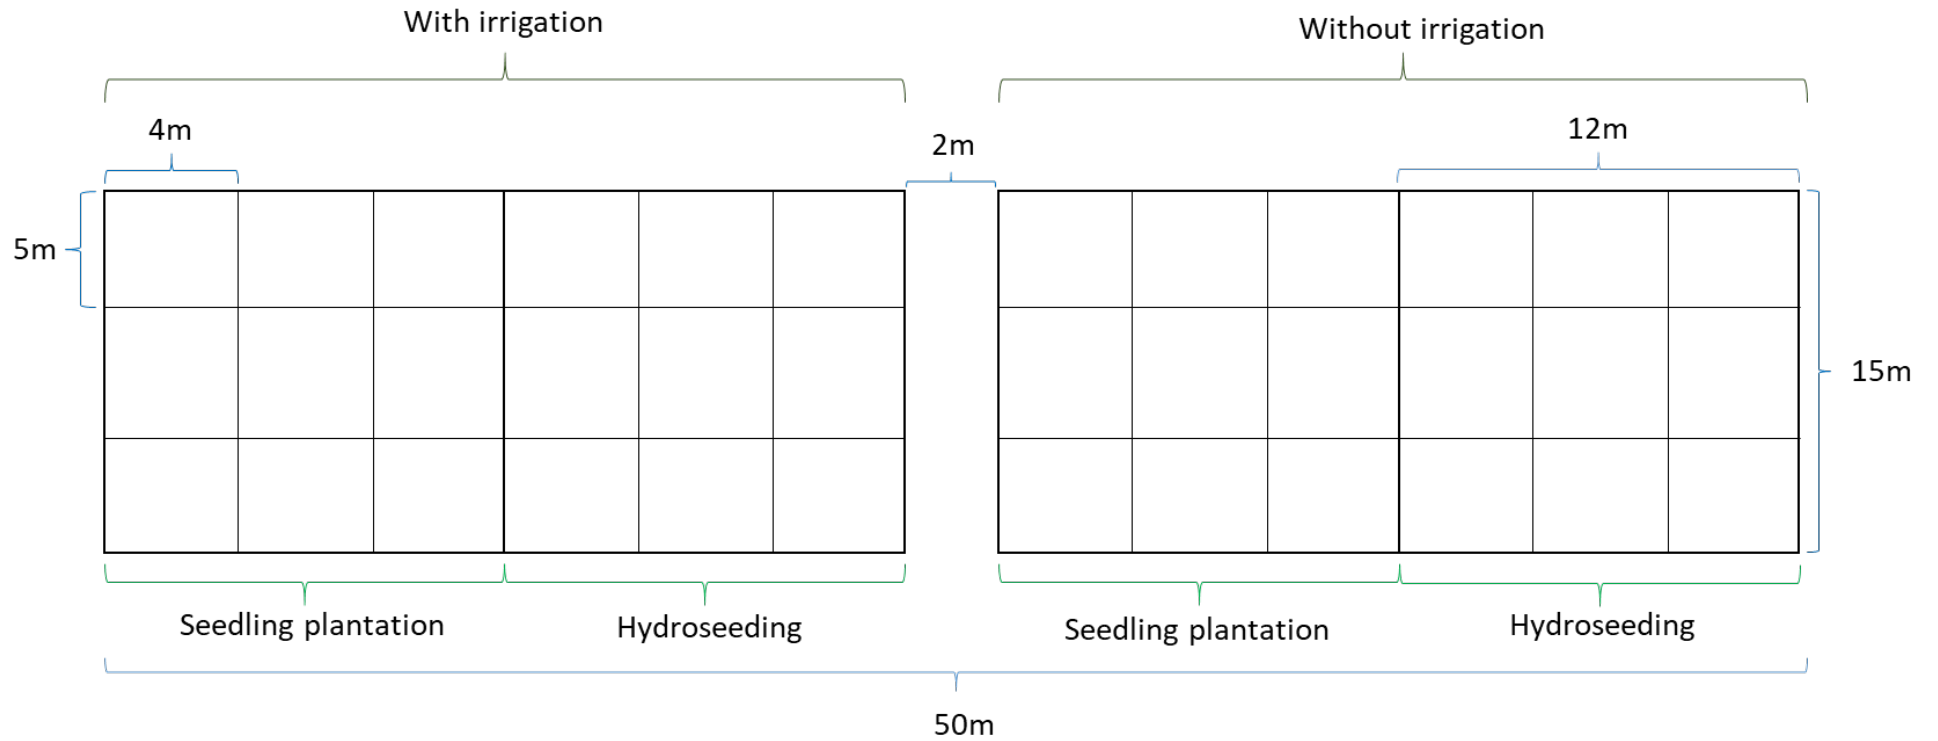 With irrigation
Without irrigation
4m
2m
12m
5m
15m
Seedling plantation
Hydroseeding
Seedling plantation
Hydroseeding
50m